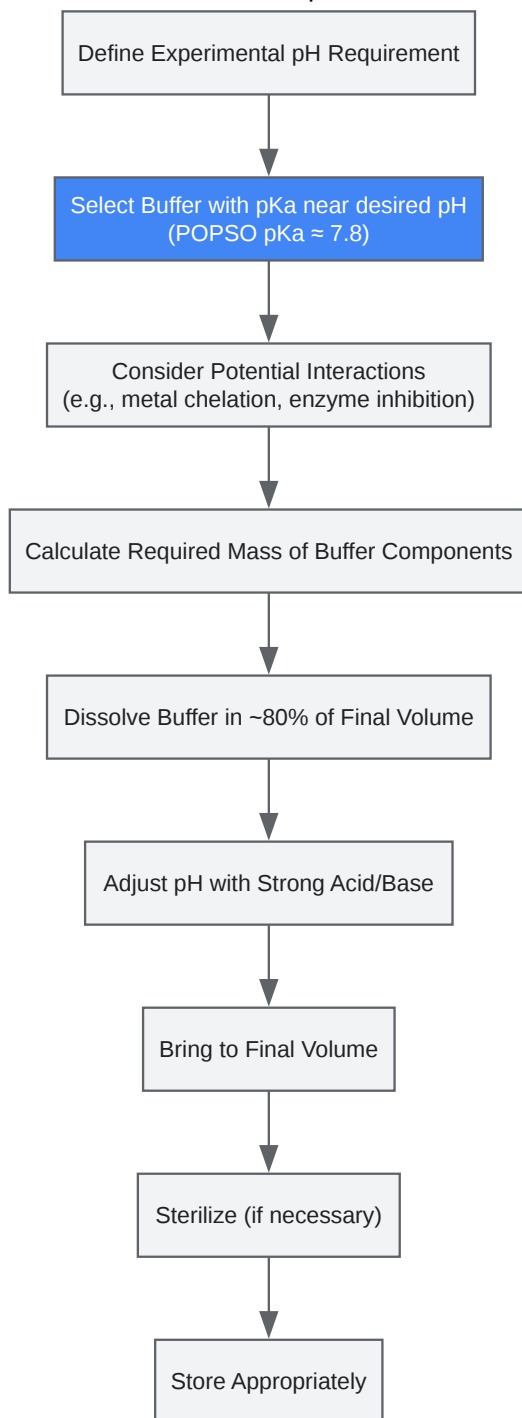 Define Experimental pH Requirement
Select Buffer with pKa near desired pH
(POPSO pKa ≈ 7.8)
Consider Potential Interactions
(e.g., metal chelation, enzyme inhibition)
Calculate Required Mass of Buffer Components
Dissolve Buffer in ~80% of Final Volume
Adjust pH with Strong Acid/Base
Bring to Final Volume
Sterilize (if necessary)
Store Appropriately